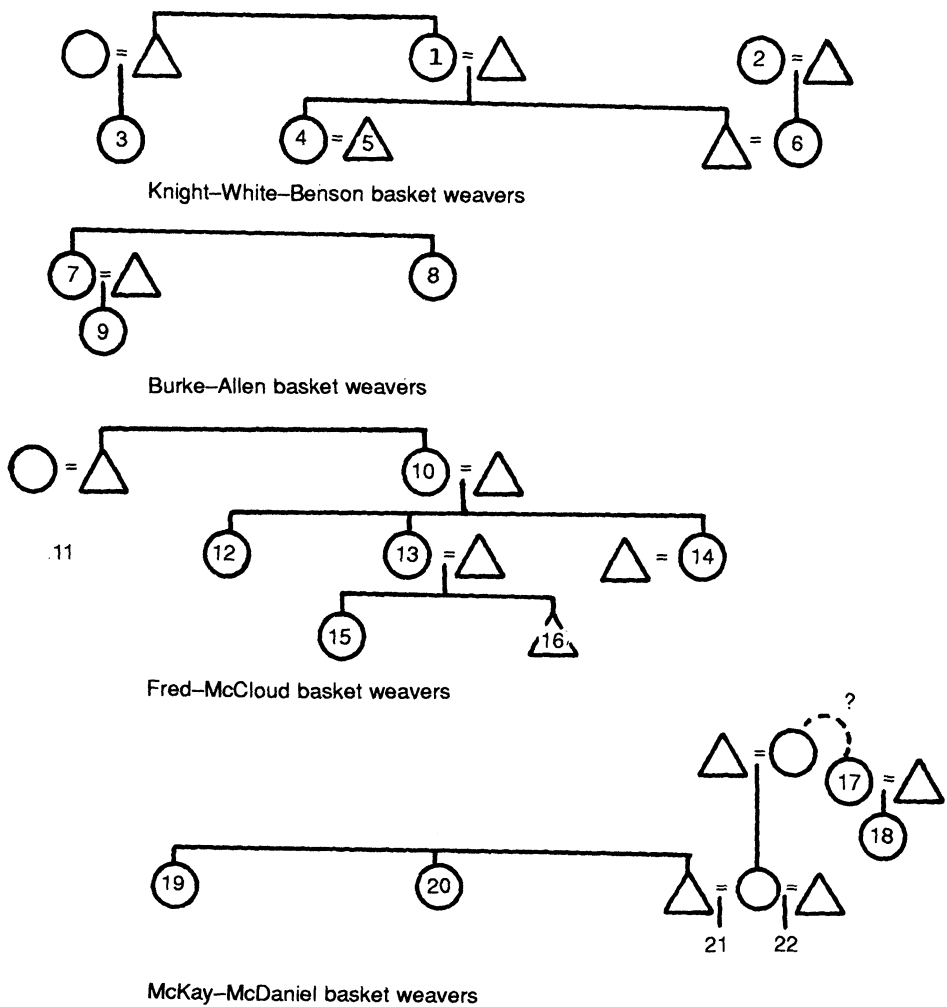 = 1 = 2 =
3 4 = 5 = 6
Knight–White–Benson basket weavers
7 = 8
9
Burke–Allen basket weavers
= 10 =
.11 12 13 = = 14
15 16
Fred–McCloud basket weavers
?
= 17 =
18
19 20 = =
21 22
McKay–McDaniel basket weavers